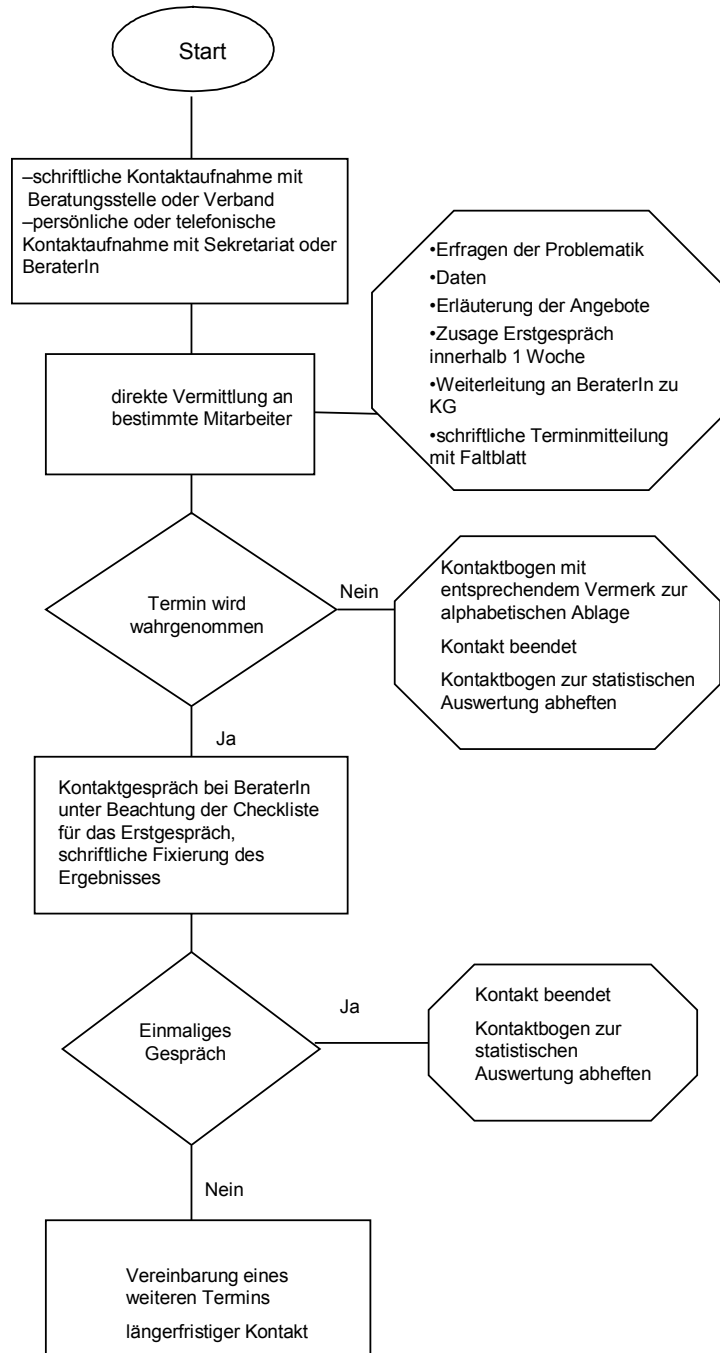 Start
–schriftliche Kontaktaufnahme mit
Beratungsstelle oder Verband
–persönliche oder telefonische
Kontaktaufnahme mit Sekretariat oder
BeraterIn
•Erfragen der Problematik
•Daten
•Erläuterung der Angebote
•Zusage Erstgespräch
innerhalb 1 Woche
•Weiterleitung an BeraterIn zu
KG
•schriftliche Terminmitteilung
mit Faltblatt
direkte Vermittlung an
bestimmte Mitarbeiter
Termin wird
wahrgenommen
Nein
Kontaktbogen mit
entsprechendem Vermerk zur
alphabetischen Ablage
Kontakt beendet
Kontaktbogen zur statistischen
Auswertung abheften
Ja
Kontaktgespräch bei BeraterIn
unter Beachtung der Checkliste
für das Erstgespräch,
schriftliche Fixierung des
Ergebnisses
Einmaliges
Gespräch
Ja
Kontakt beendet
Kontaktbogen zur
statistischen
Auswertung abheften
Nein
Vereinbarung eines
weiteren Termins
längerfristiger Kontakt